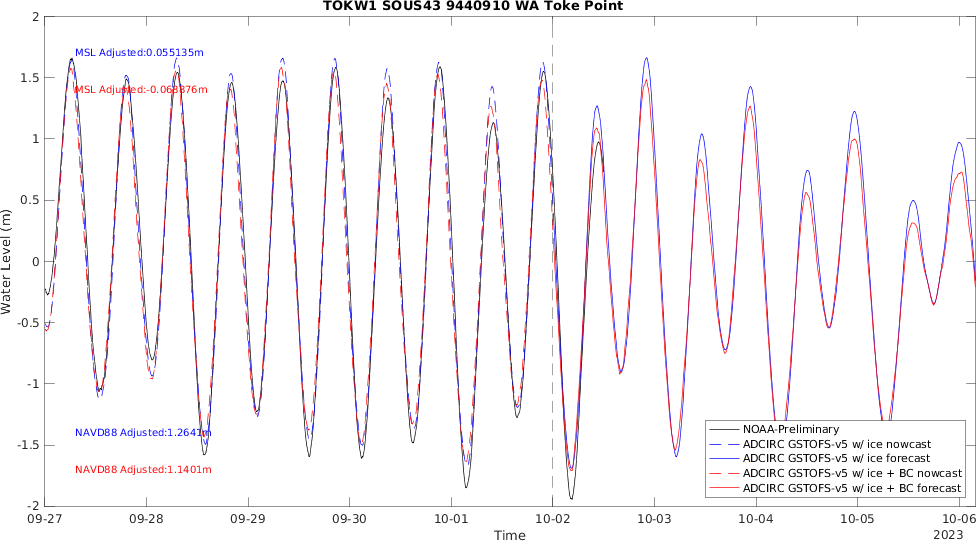 TOKW1 SOUS43 9440910 WA Toke Point
2
1.5
1
0.5
0
-0.5
-1
-1.5
-2
Water Level (m)
MSL Adjusted:0.055135m
MSL Adjusted:-0.068376m
NAVD88 Adjusted:1.2641m
NAVD88 Adjusted:1.1401m
NOAA-Preliminary
ADCIRC GSTOFS-v5 w/ ice nowcast
ADCIRC GSTOFS-v5 w/ ice forecast
ADCIRC GSTOFS-v5 w/ ice + BC nowcast
ADCIRC GSTOFS-v5 w/ ice + BC forecast
09-27 09-28 09-29 09-30 10-01 10-02 10-03 10-04 10-05 10-06
Time
2023